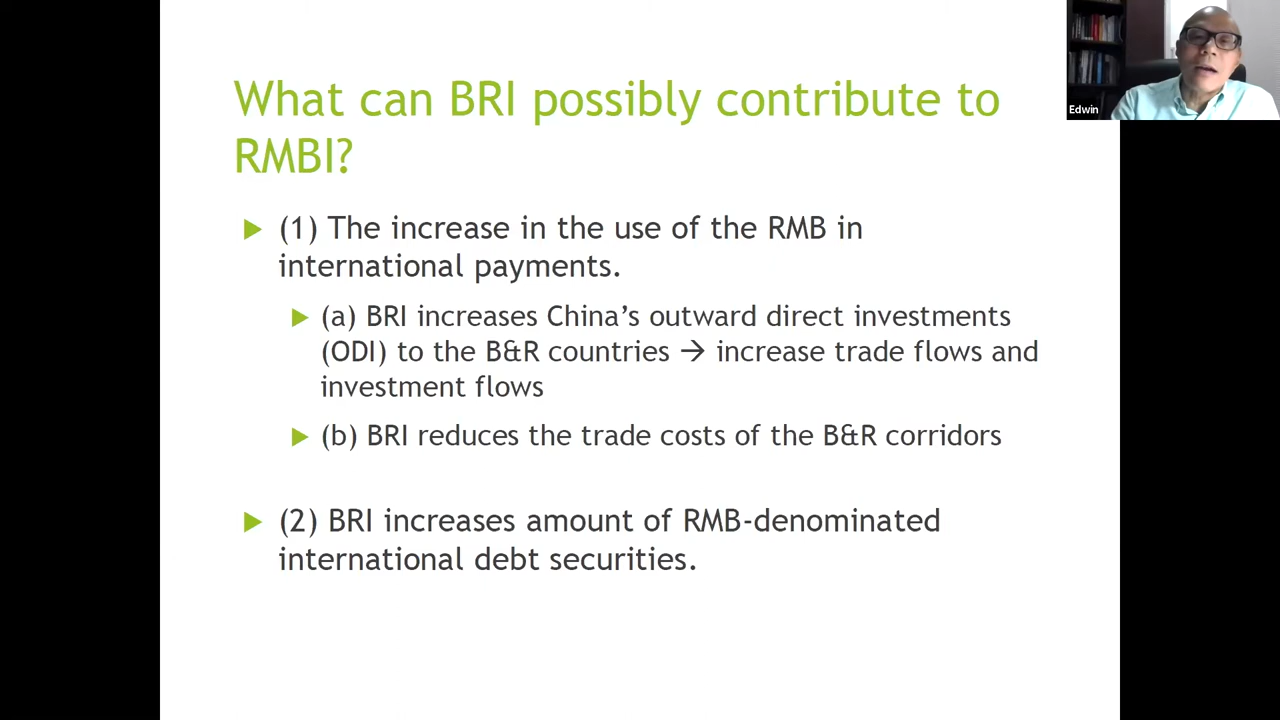 What can BRI possibly contribute to
RMBI?
(1) The increase in the use of the RMB in
international payments.
(a) BRI increases China’s outward direct investments
(ODI) to the B&R countries → increase trade flows and
investment flows
(b) BRI reduces the trade costs of the B&R corridors
(2) BRI increases amount of RMB-denominated
international debt securities.
Edwin